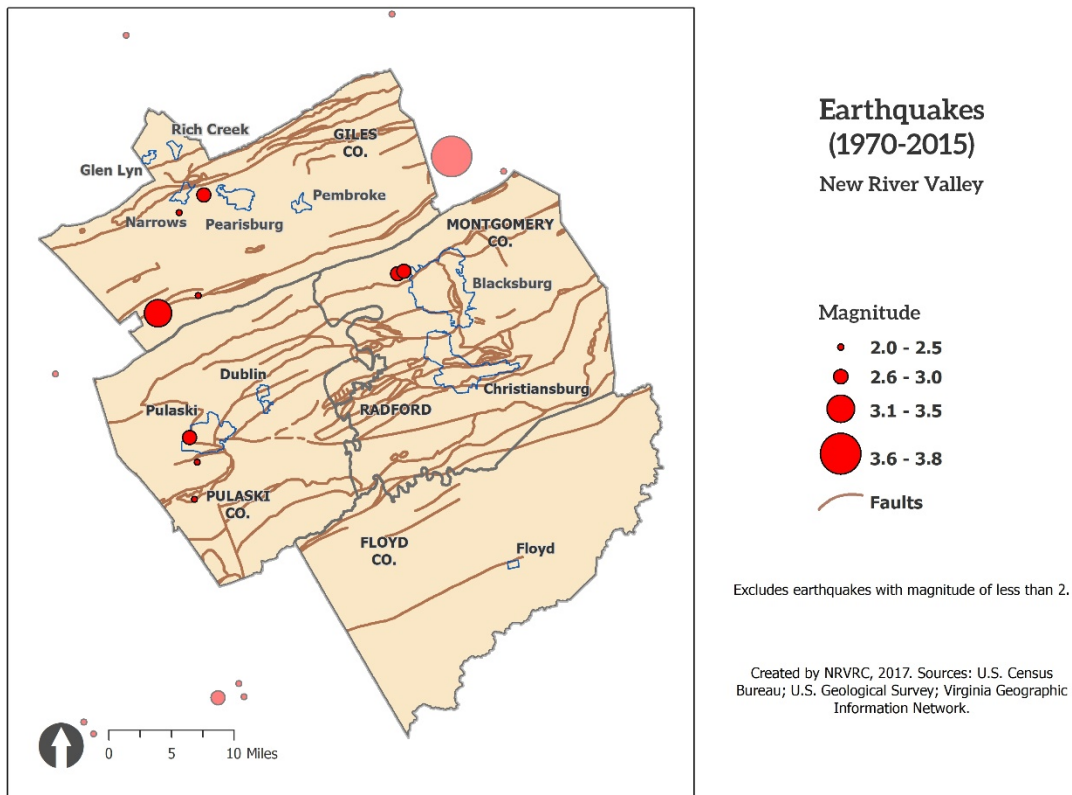 Earthquakes
(1970-2015)
New River Valley
Rich Creek
GILES
CO.
Glen Lyn
Pembroke
Narrows
Pearisburg
MONTGOMERY
CO.
Blacksburg
Dublin
Christiansburg
Pulaski
RADFORD
PULASKI
CO.
FLOYD
CO.
Floyd
Magnitude
2.0 - 2.5
2.6 - 3.0
3.1 - 3.5
3.6 - 3.8
Faults
Excludes earthquakes with magnitude of less than 2.
Created by NRVRC, 2017. Sources: U.S. Census
Bureau; U.S. Geological Survey; Virginia Geographic
Information Network.
0 5 10 Miles